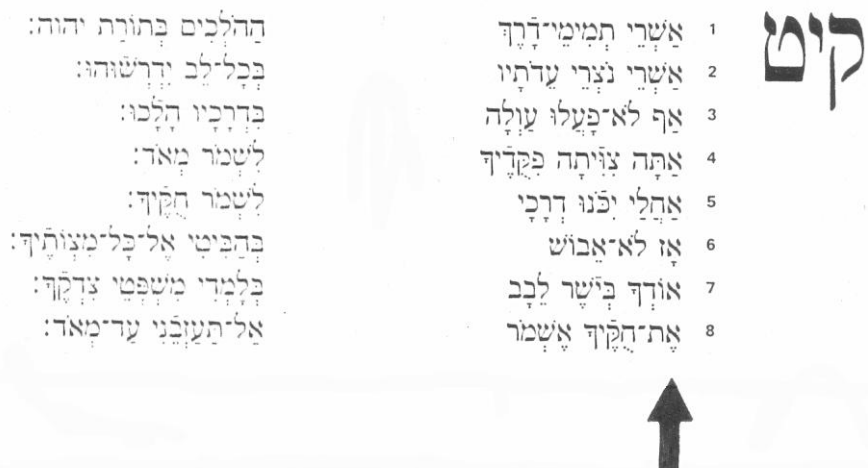 קיט
1 אַשְׁרֵי תְמִימֵי־דָ֫רֶךְ הַהֹלְכִים בְּתוֹרַת יהוה׃
2 אַשְׁרֵי נֹצְרֵי עֵדֹתָיו בְּכָל־לֵב יִדְרְשׁ֫וּהוּ׃
3 אַף לֹא־פָֽעֲלוּ עַוְלָה בִּדְרָכָיו הָלָ֫כוּ׃
4 אַתָּה צִוִּ֫יתָה פִקֻּדֶ֫יךָ לִשְׁמֹר מְאֹד׃
5 אַחֲלַי יִכֹּ֫נוּ דְרָכָי לִשְׁמֹר חֻקֶּ֫יךָ׃
6 אָז לֹא־אֵבוֹשׁ בְּהַבִּיטִי אֶל־כָּל־מִצְוֹתֶ֫יךָ׃
7 אוֹדְךָ בְּיֹ֫שֶׁר לֵבָב בְּלָמְדִי מִשְׁפְּטֵי צִדְקֶ֫ךָ׃
8 אֶת־חֻקֶּ֫יךָ אֶשְׁמֹר אַל־תַּעַזְבֵ֫נִי עַד־מְאֹד׃